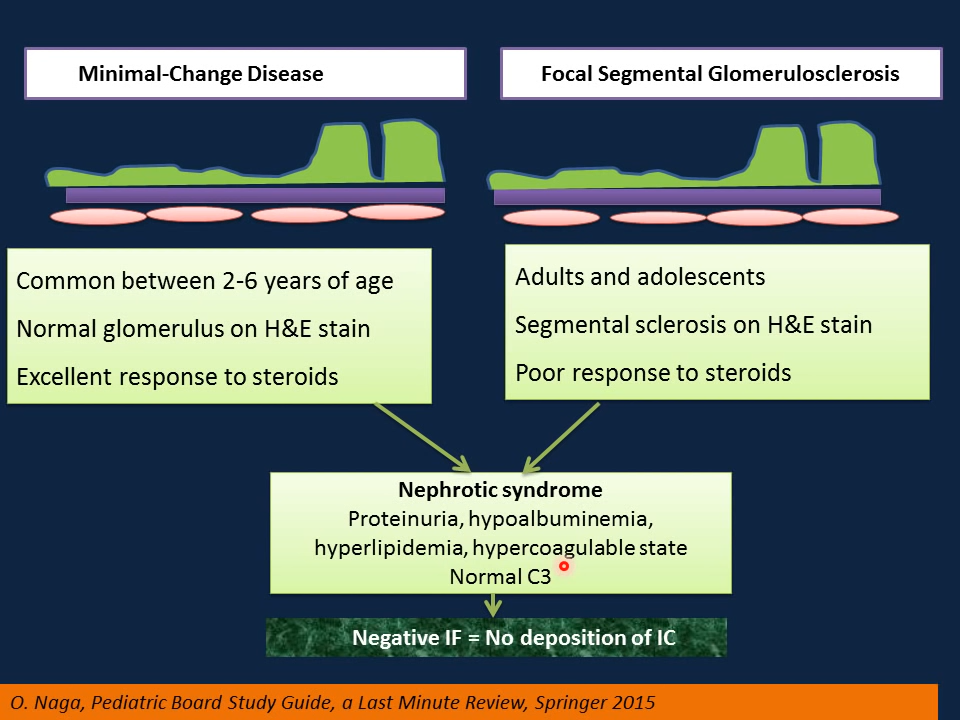 Minimal-Change Disease
Focal Segmental Glomerulosclerosis
Common between 2-6 years of age
Normal glomerulus on H&E stain
Excellent response to steroids
Adults and adolescents
Segmental sclerosis on H&E stain
Poor response to steroids
Nephrotic syndrome
Proteinuria, hypoalbuminemia,
hyperlipidemia, hypercoagulable state
Normal C3
Negative IF = No deposition of IC
O. Naga, Pediatric Board Study Guide, a Last Minute Review, Springer 2015